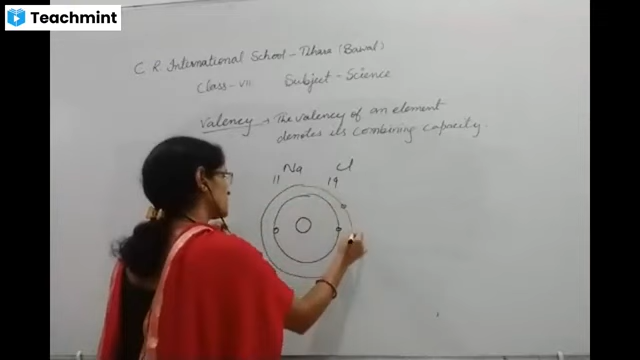 Teachmint
C. R. International School - Tihara (Bawal)
Class - VII Subject - Science
Valency → The valency of an element
denotes its combining capacity.
Na Cl
11 19